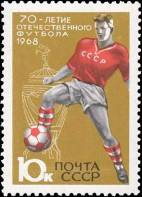 70-ЛЕТИЕ
ОТЕЧЕСТВЕННОГО
ФУТБОЛА
1968
СССР
10К
ПОЧТА
СССР